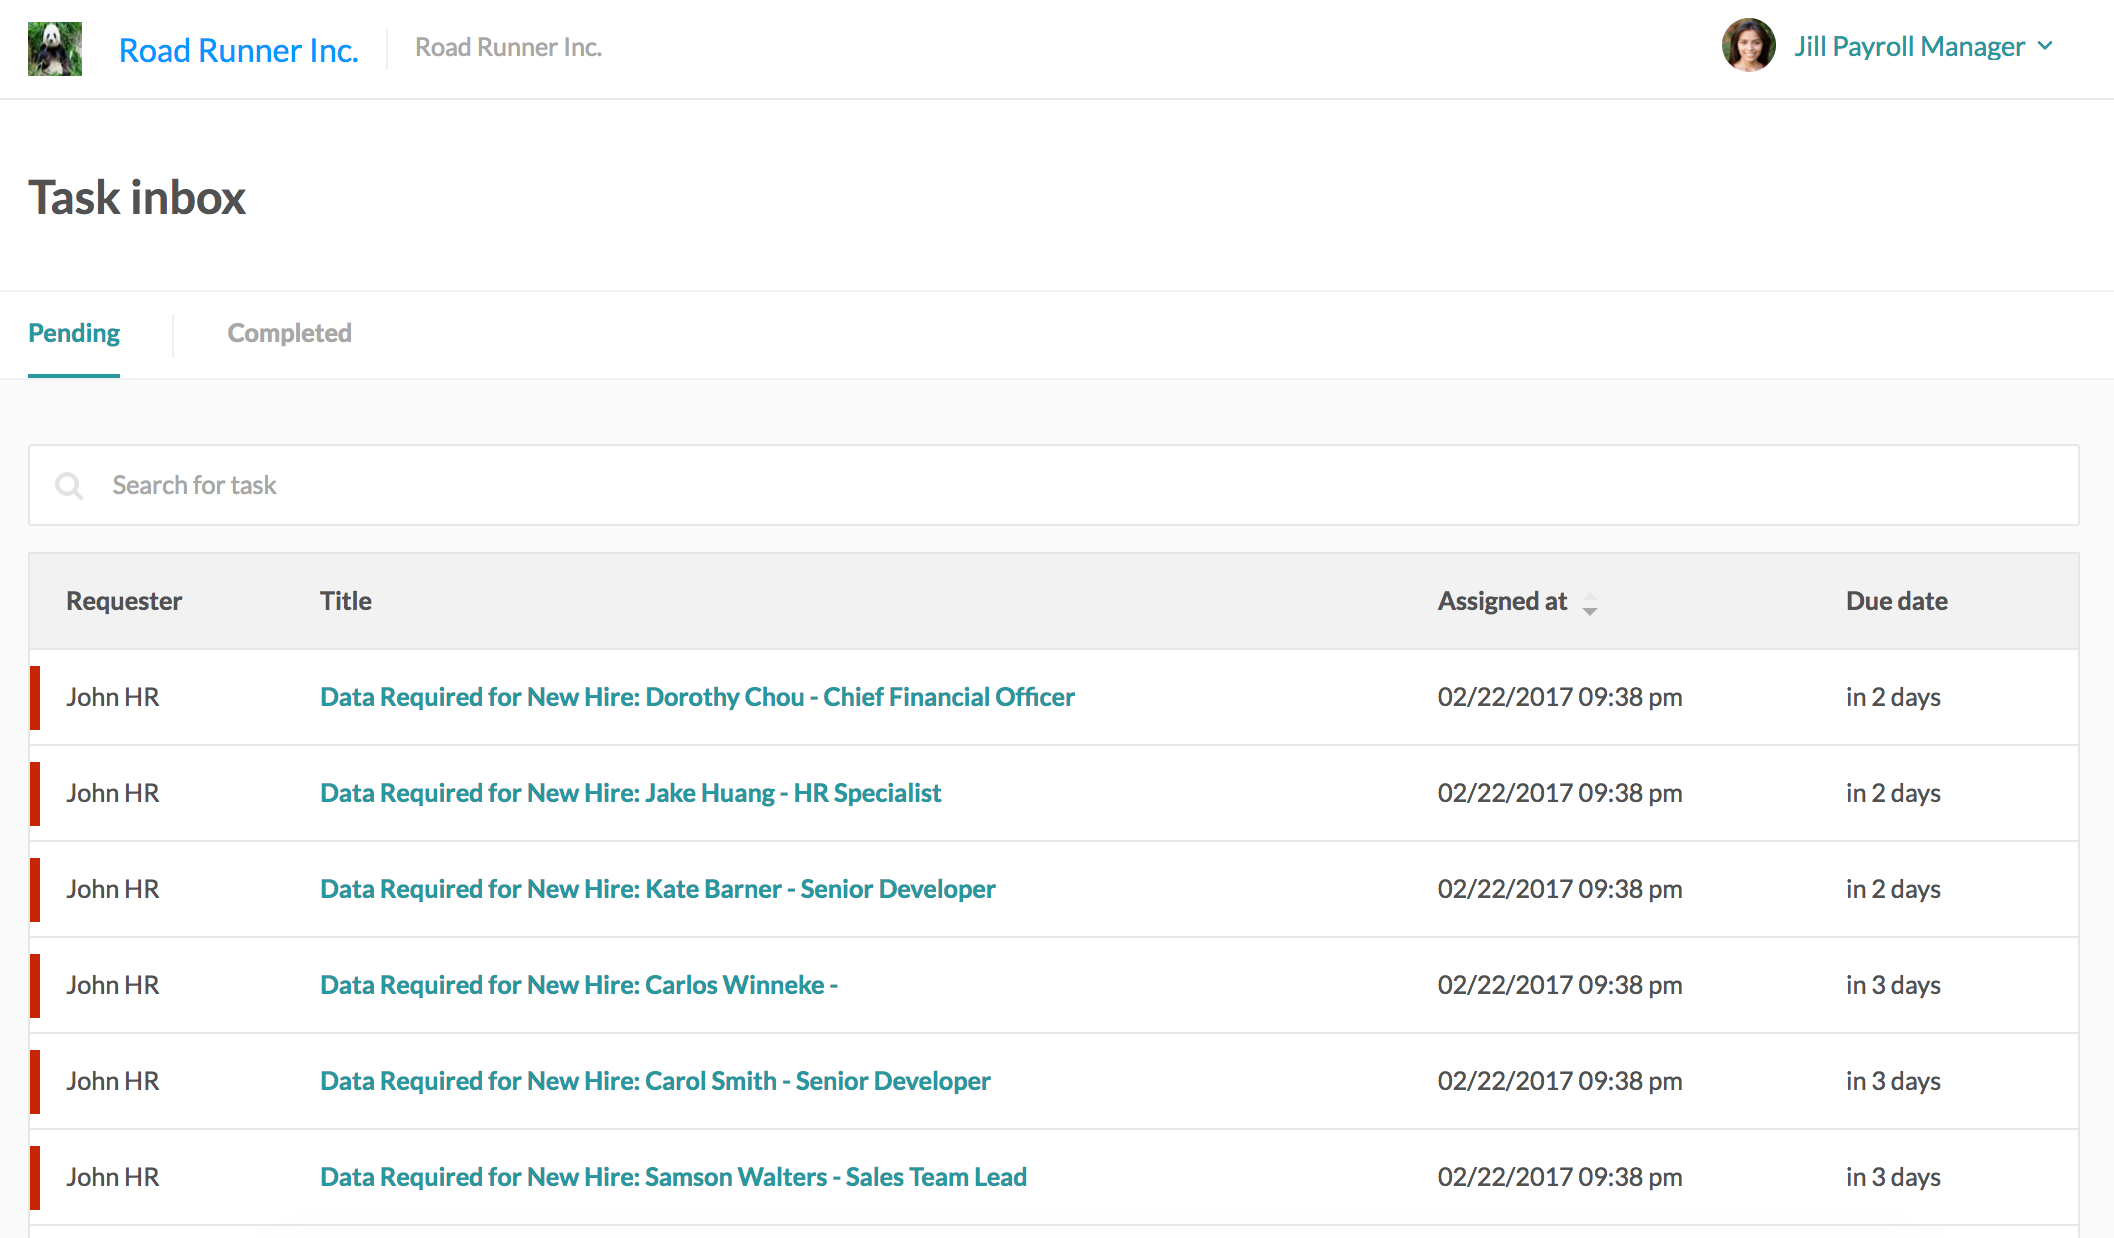 Road Runner Inc. Road Runner Inc. Jill Payroll Manager
Task inbox
Pending Completed
Search for task
Requester Title Assigned at Due date
John HR Data Required for New Hire: Dorothy Chou - Chief Financial Officer 02/22/2017 09:38 pm in 2 days
John HR Data Required for New Hire: Jake Huang - HR Specialist 02/22/2017 09:38 pm in 2 days
John HR Data Required for New Hire: Kate Barner - Senior Developer 02/22/2017 09:38 pm in 2 days
John HR Data Required for New Hire: Carlos Winneke - 02/22/2017 09:38 pm in 3 days
John HR Data Required for New Hire: Carol Smith - Senior Developer 02/22/2017 09:38 pm in 3 days
John HR Data Required for New Hire: Samson Walters - Sales Team Lead 02/22/2017 09:38 pm in 3 days